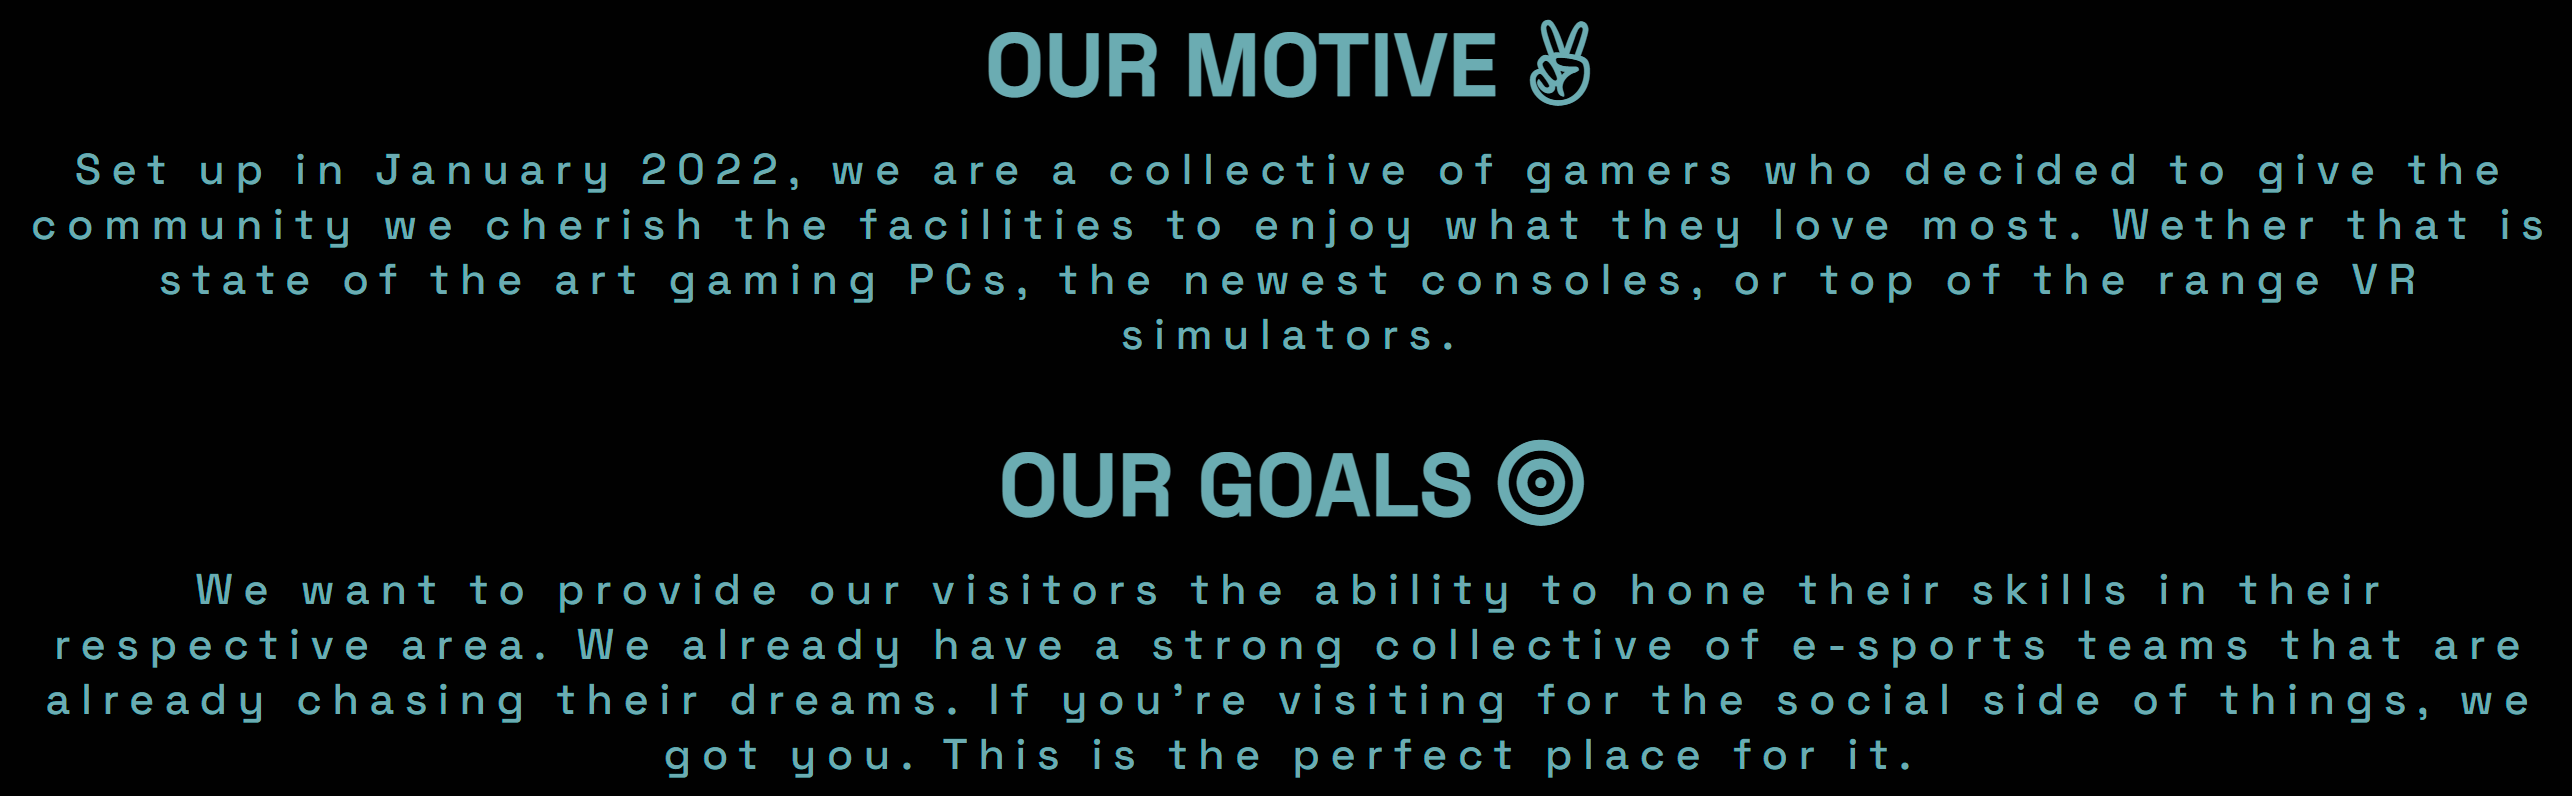 OUR MOTIVE ✌
Set up in January 2022, we are a collective of gamers who decided to give the
community we cherish the facilities to enjoy what they love most. Wether that is
state of the art gaming PCs, the newest consoles, or top of the range VR
simulators.
OUR GOALS ◎
We want to provide our visitors the ability to hone their skills in their
respective area. We already have a strong collective of e-sports teams that are
already chasing their dreams. If you’re visiting for the social side of things, we
got you. This is the perfect place for it.